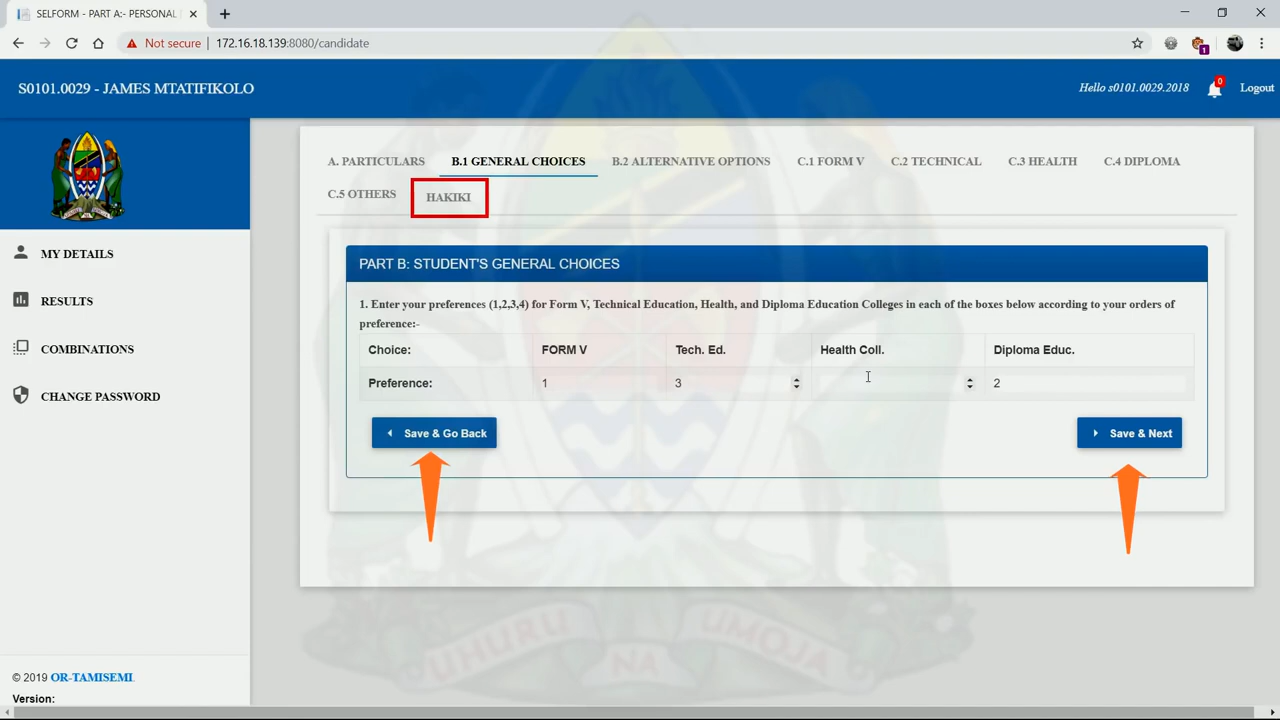 SELFORM - PART A:- PERSONAL
Not secure 172.16.18.139:8080/candidate
1
S0101.0029 - JAMES MTATIFIKOLO
Hello s0101.0029.2018
0
Logout
MY DETAILS
RESULTS
COMBINATIONS
CHANGE PASSWORD
© 2019 OR-TAMISEMI.
Version:
A. PARTICULARS B.1 GENERAL CHOICES B.2 ALTERNATIVE OPTIONS C.1 FORM V C.2 TECHNICAL C.3 HEALTH C.4 DIPLOMA
C.5 OTHERS HAKIKI
PART B: STUDENT'S GENERAL CHOICES
1. Enter your preferences (1,2,3,4) for Form V, Technical Education, Health, and Diploma Education Colleges in each of the boxes below according to your orders of
preference:-
Choice: FORM V Tech. Ed. Health Coll. Diploma Educ.
Preference: 1 3 2
Save & Go Back Save & Next
UHURU NA UMOJA